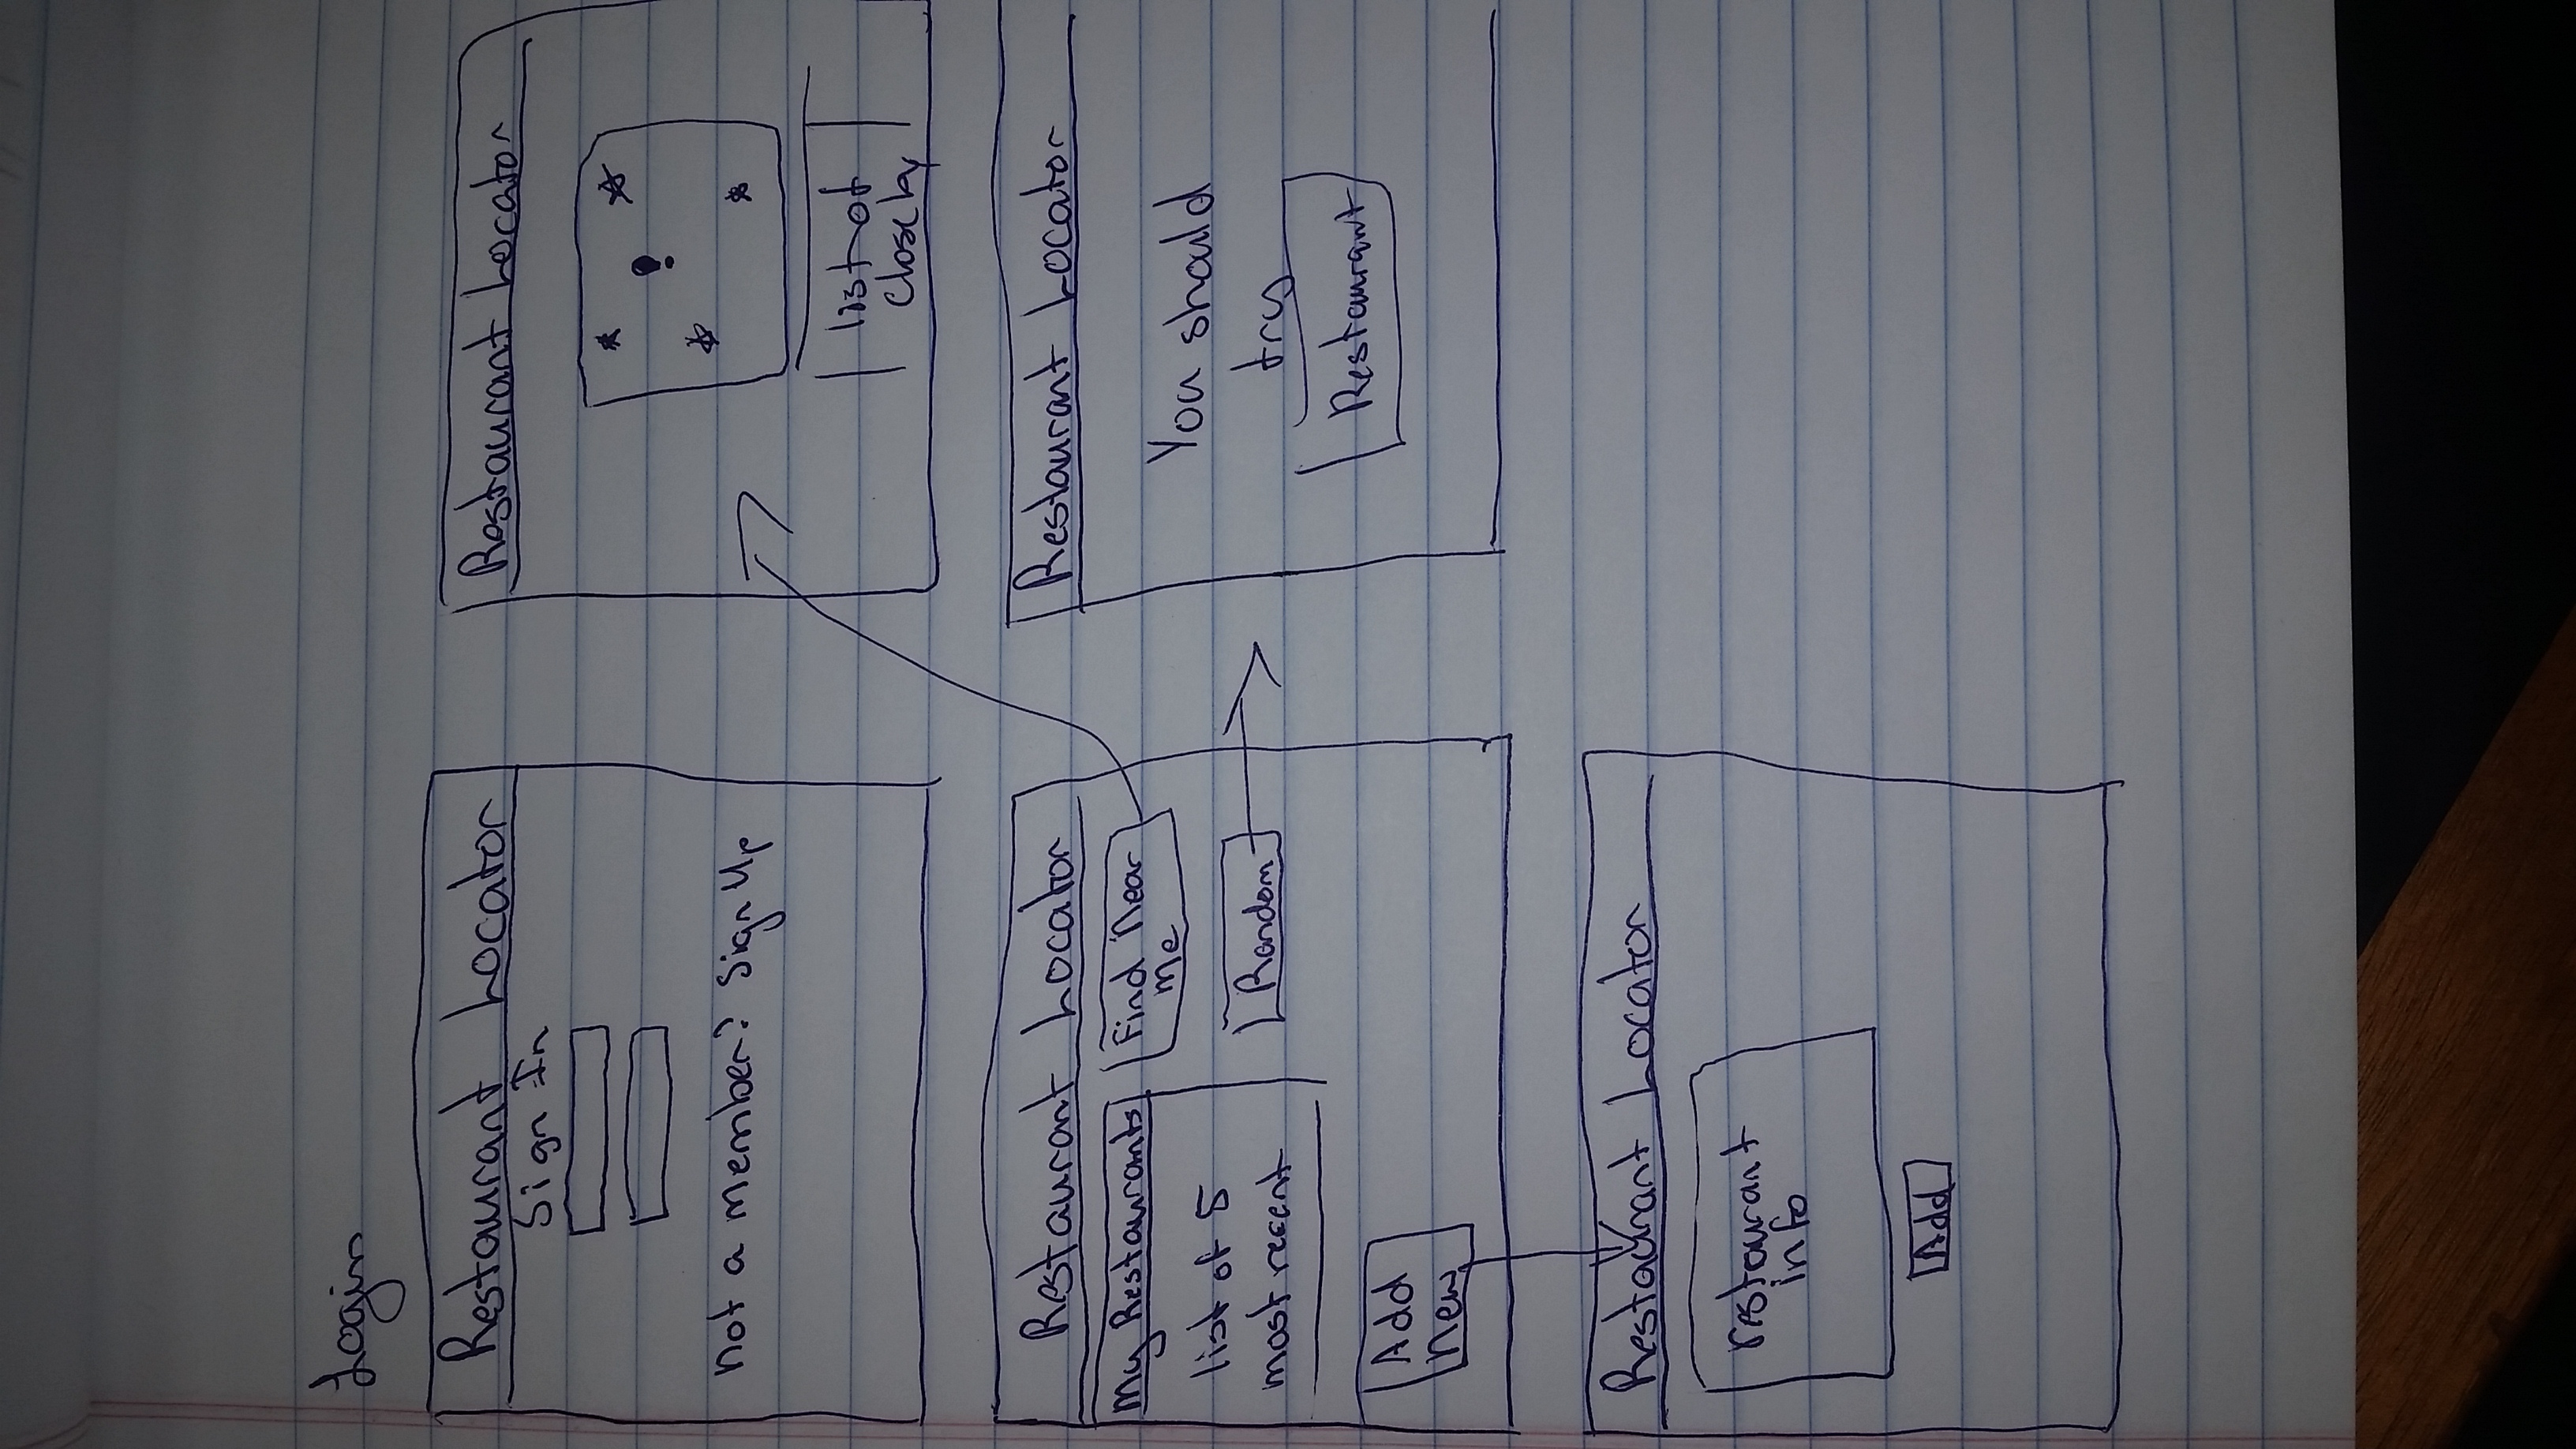 Login
Restaurant Locator
Sign In
not a member? Sign Up
Restaurant Locator
list of
close by
Restaurant Locator
My Restaurants
list of 5
most recent
Find Near
me
Random
Add
new
Restaurant Locator
You should
try
Restaurant
Restaurant Locator
restaurant
info
Add